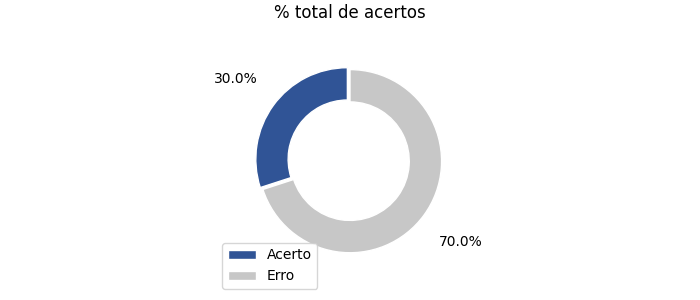 % total de acertos
30.0%
70.0%
Acerto
Erro